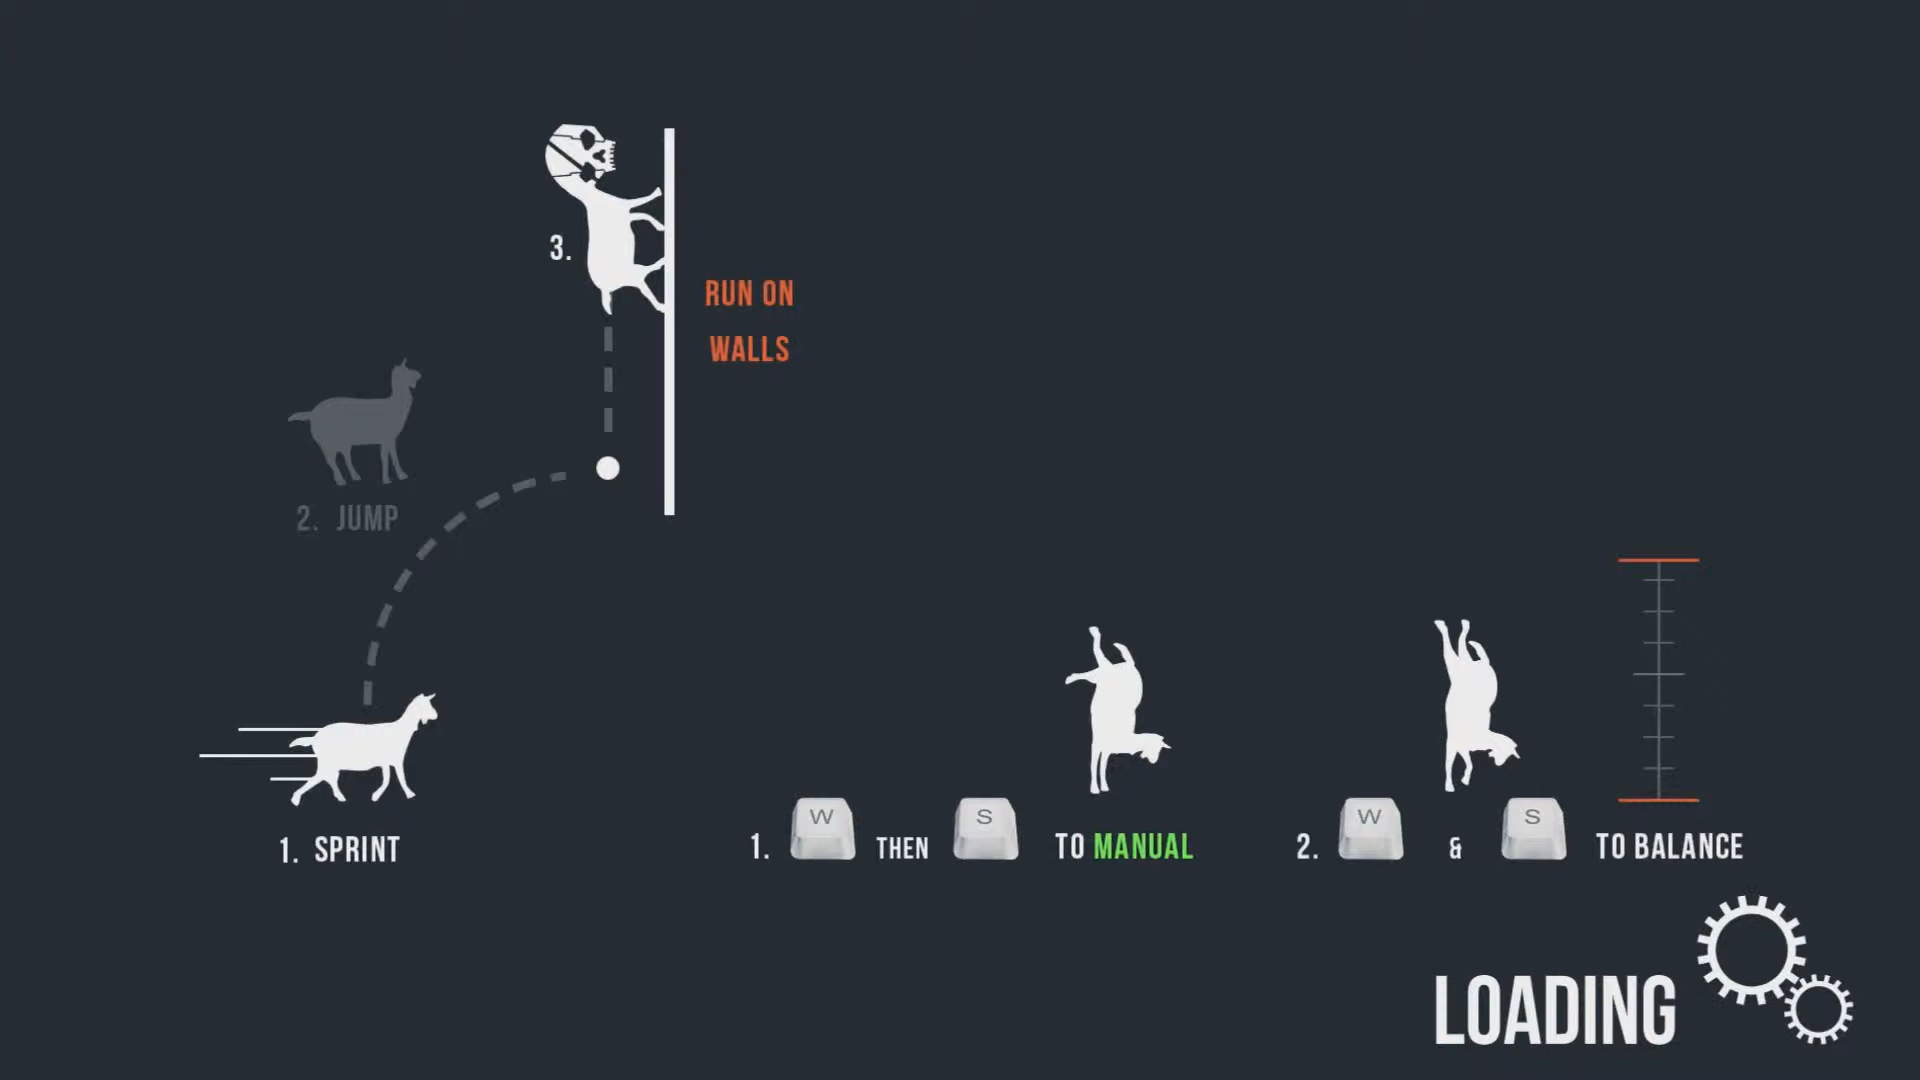 3.
RUN ON
WALLS
2. JUMP
1. SPRINT
1. W THEN S TO MANUAL
2. W & S TO BALANCE
LOADING